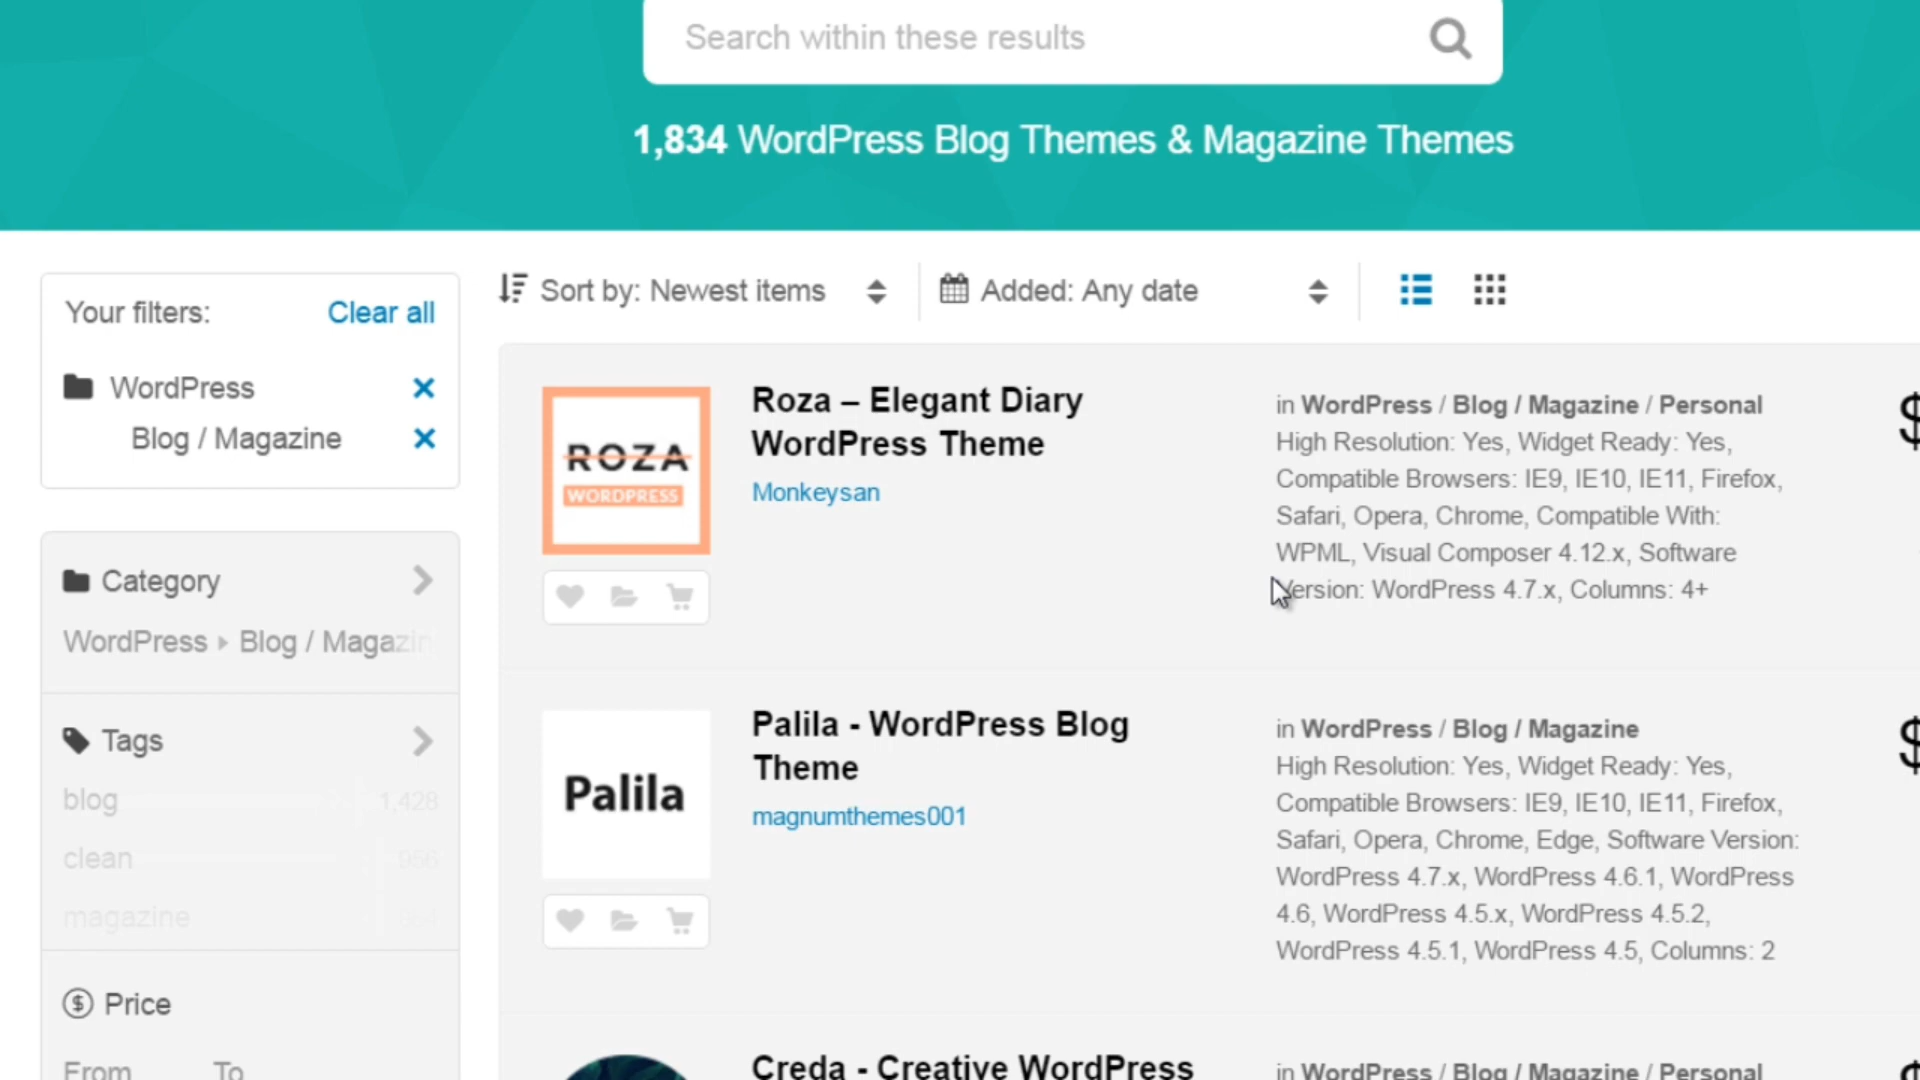 Search within these results
1,834 WordPress Blog Themes & Magazine Themes
Your filters:
Clear all
WordPress
Blog / Magazine
Category
WordPress
Blog / Magazin
Tags
blog
1,428
clean
956
magazine
Price
From
To
Sort by: Newest items
Added: Any date
ROZA
WORDPRESS
Roza – Elegant Diary
WordPress Theme
Monkeysan
in WordPress / Blog / Magazine / Personal
High Resolution: Yes, Widget Ready: Yes,
Compatible Browsers: IE9, IE10, IE11, Firefox,
Safari, Opera, Chrome, Compatible With:
WPML, Visual Composer 4.12.x, Software
Version: WordPress 4.7.x, Columns: 4+
$
Palila
Palila - WordPress Blog
Theme
magnumthemes001
in WordPress / Blog / Magazine
High Resolution: Yes, Widget Ready: Yes,
Compatible Browsers: IE9, IE10, IE11, Firefox,
Safari, Opera, Chrome, Edge, Software Version:
WordPress 4.7.x, WordPress 4.6.1, WordPress
4.6, WordPress 4.5.x, WordPress 4.5.2,
WordPress 4.5.1, WordPress 4.5, Columns: 2
$
Creda - Creative WordPress
in WordPress / Blog / Magazine / Personal